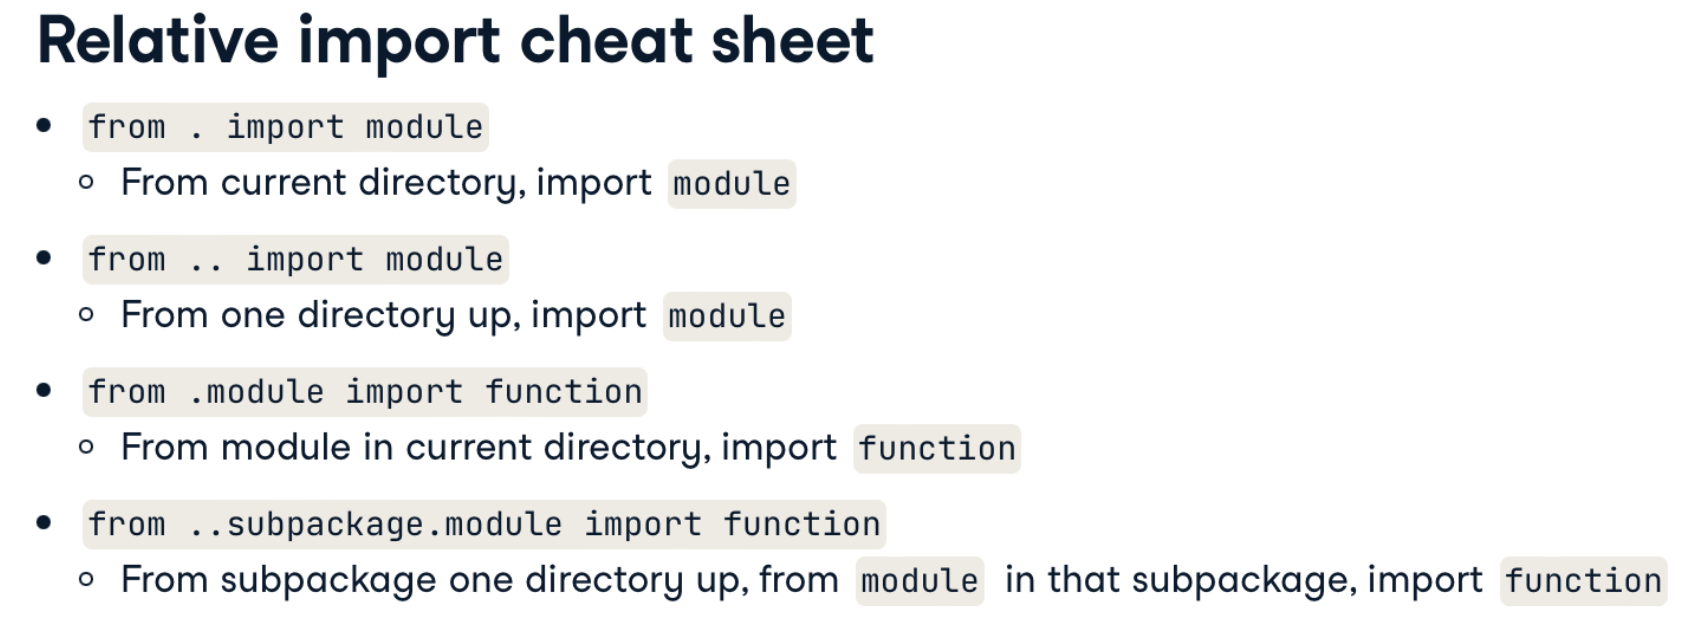 Relative import cheat sheet
• from . import module
◦ From current directory, import module
• from .. import module
◦ From one directory up, import module
• from .module import function
◦ From module in current directory, import function
• from ..subpackage.module import function
◦ From subpackage one directory up, from module in that subpackage, import function